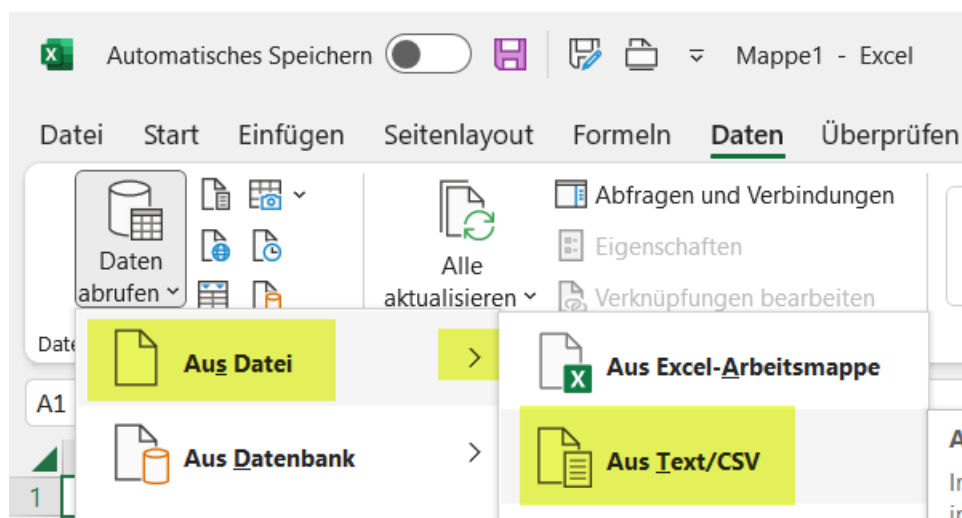 Automatisches Speichern
Mappe1 - Excel
Datei Start Einfügen Seitenlayout Formeln Daten Überprüfen
Daten abrufen
Alle aktualisieren
Abfragen und Verbindungen
Eigenschaften
Verknüpfungen bearbeiten
Aus Datei
Aus Excel-Arbeitsmappe
A1
Aus Datenbank
Aus Text/CSV
1